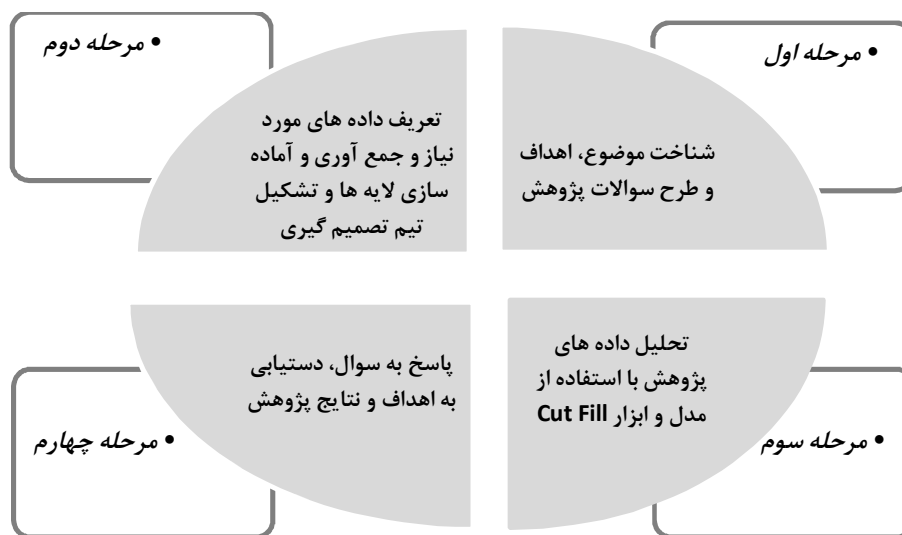 • مرحله اول
شناخت موضوع، اهداف
و طرح سوالات پژوهش
• مرحله دوم
تعریف داده های مورد
نیاز و جمع آوری و آماده
سازی لایه ها و تشکیل
تیم تصمیم گیری
• مرحله سوم
تحلیل داده های
پژوهش با استفاده از
مدل و ابزار Cut Fill
• مرحله چهارم
پاسخ به سوال، دستیابی
به اهداف و نتایج پژوهش